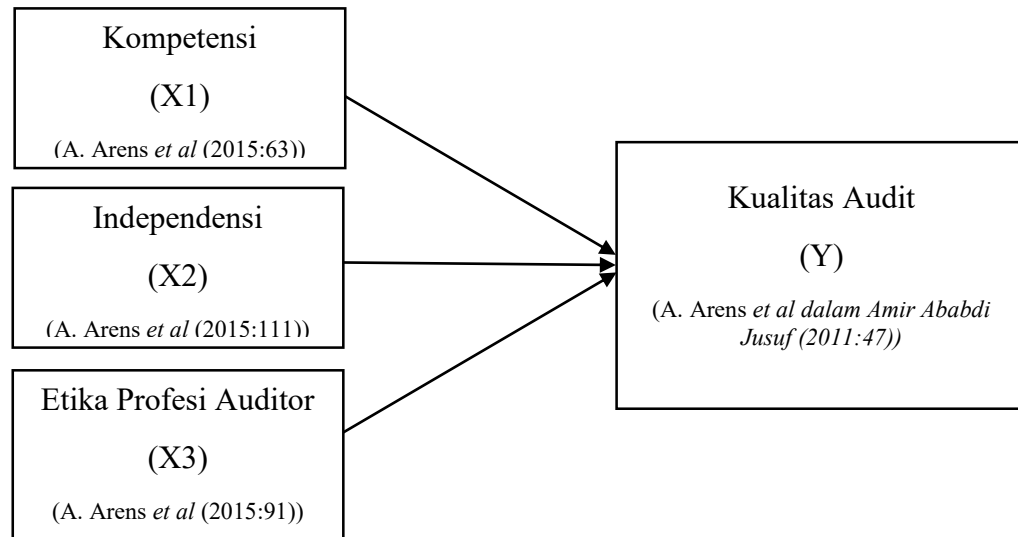 Kompetensi
(X1)
(A. Arens et al (2015:63))
Independensi
(X2)
(A. Arens et al (2015:111))
Etika Profesi Auditor
(X3)
(A. Arens et al (2015:91))
Kualitas Audit
(Y)
(A. Arens et al dalam Amir Ababdi
Jusuf (2011:47))